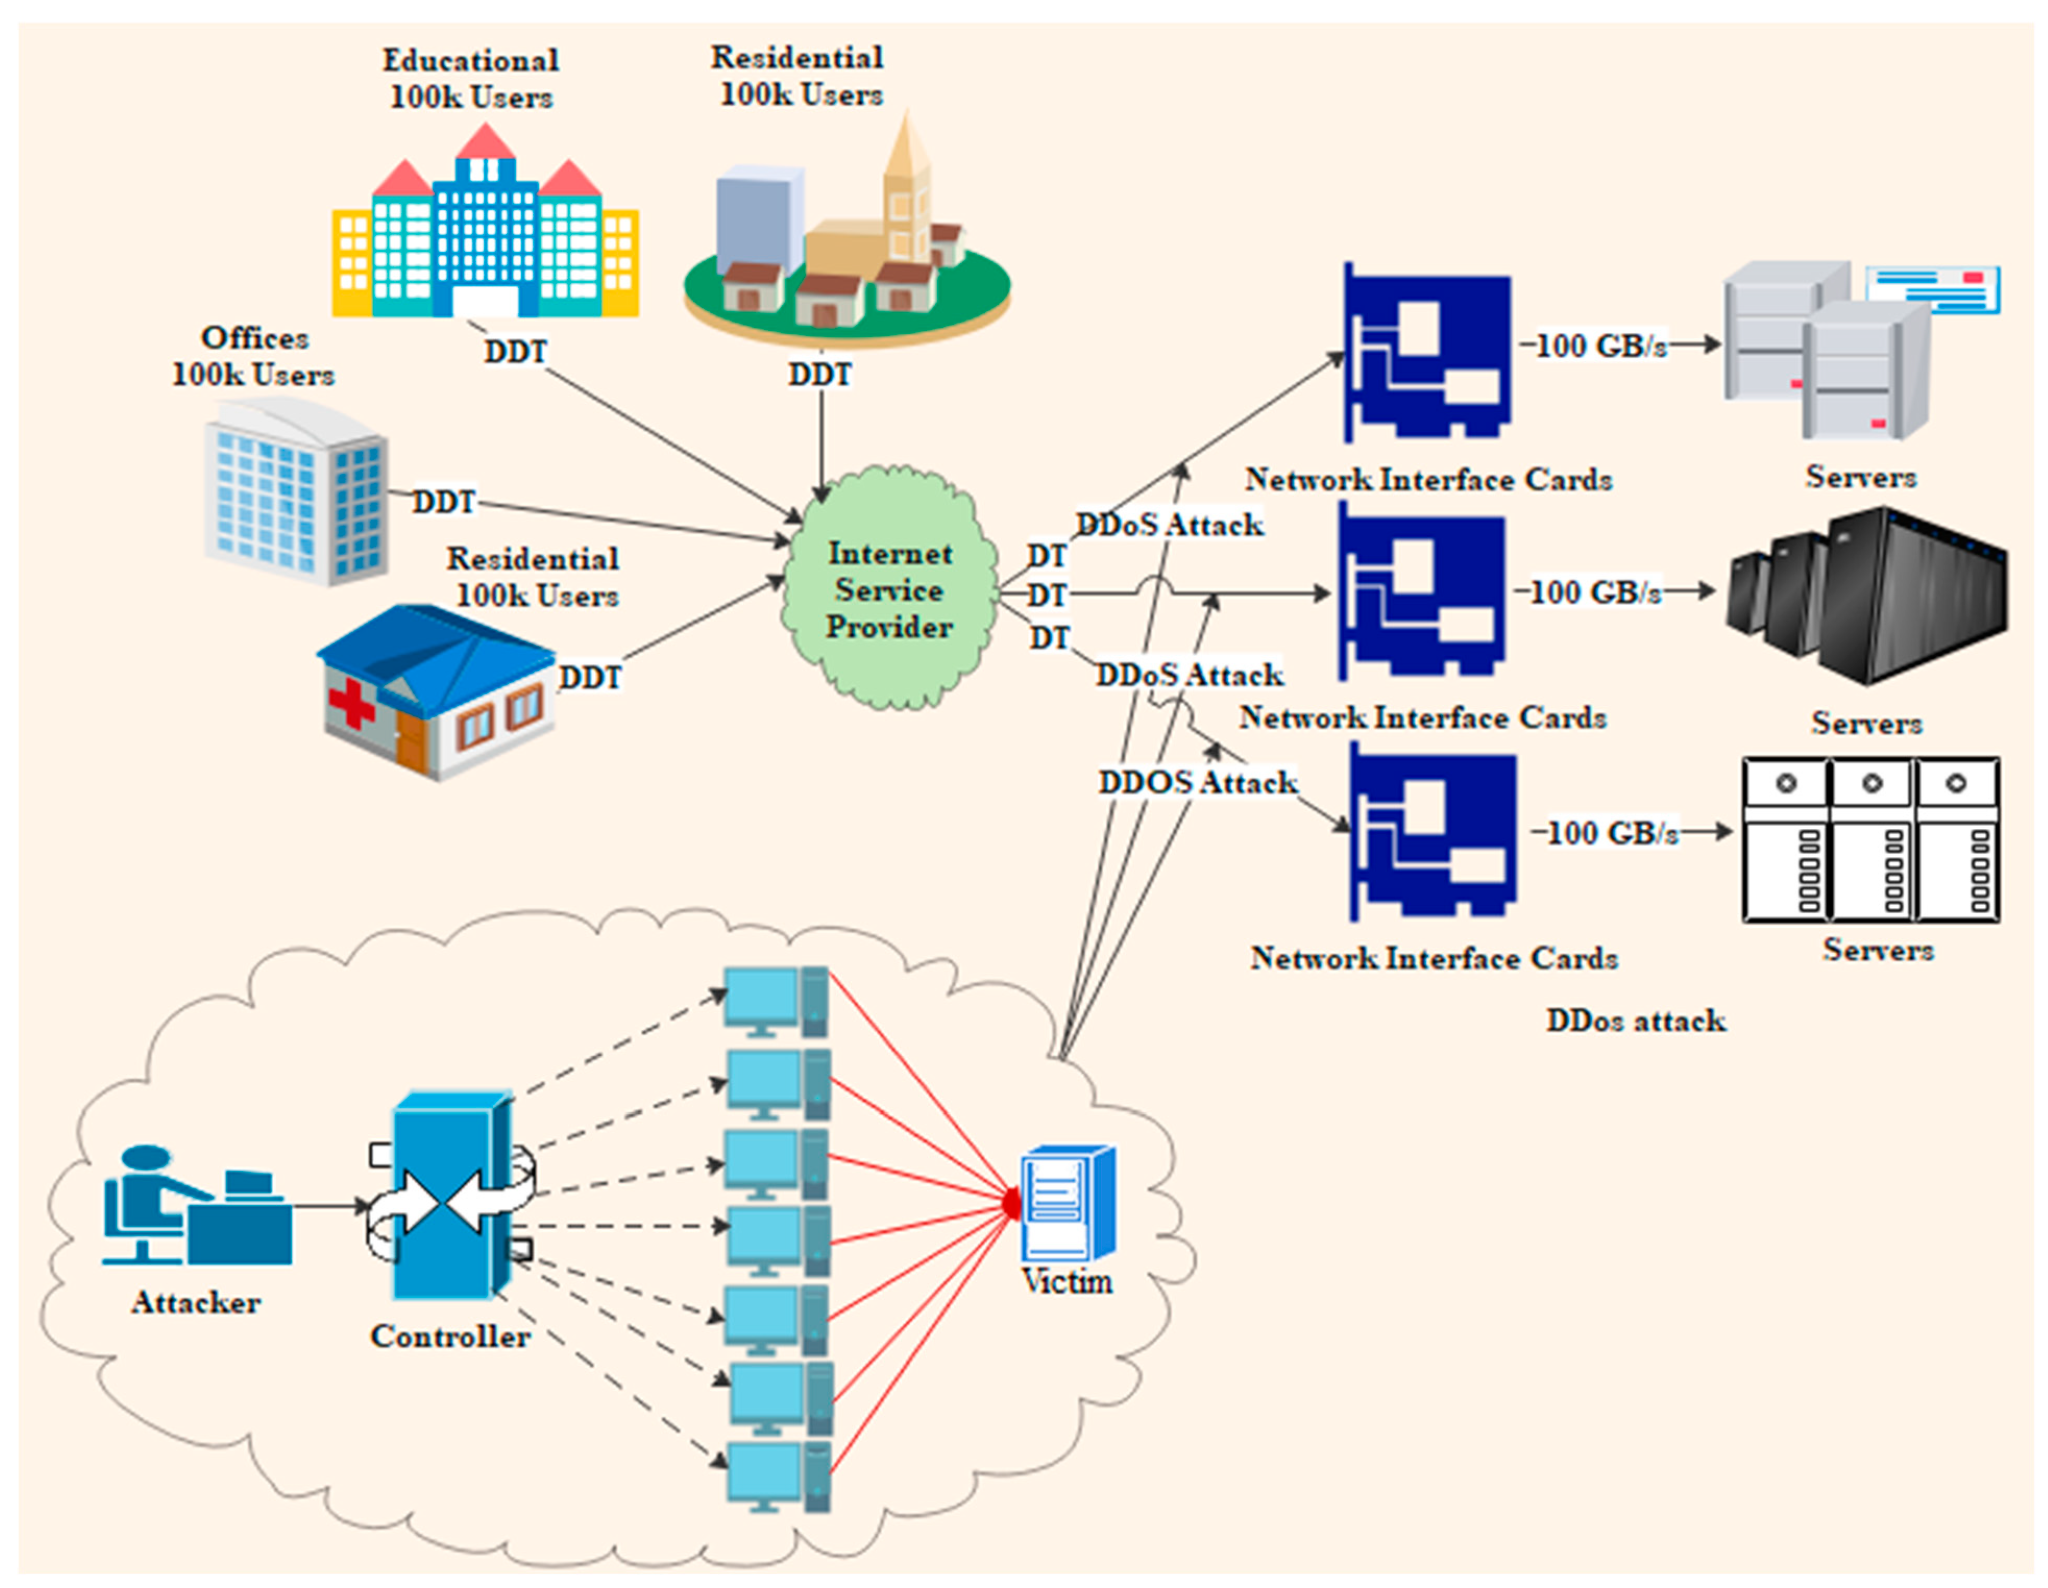 Educational
100k Users
Residential
100k Users
Offices
100k Users
DDT
DDT
DDT
Residential
100k Users
DDT
Internet
Service
Provider
DT
DT
DT
DDoS Attack
DDoS Attack
DDOS Attack
Network Interface Cards
100 GB/s
Servers
Network Interface Cards
100 GB/s
Servers
Network Interface Cards
100 GB/s
Servers
DDos attack
Attacker
Controller
Victim